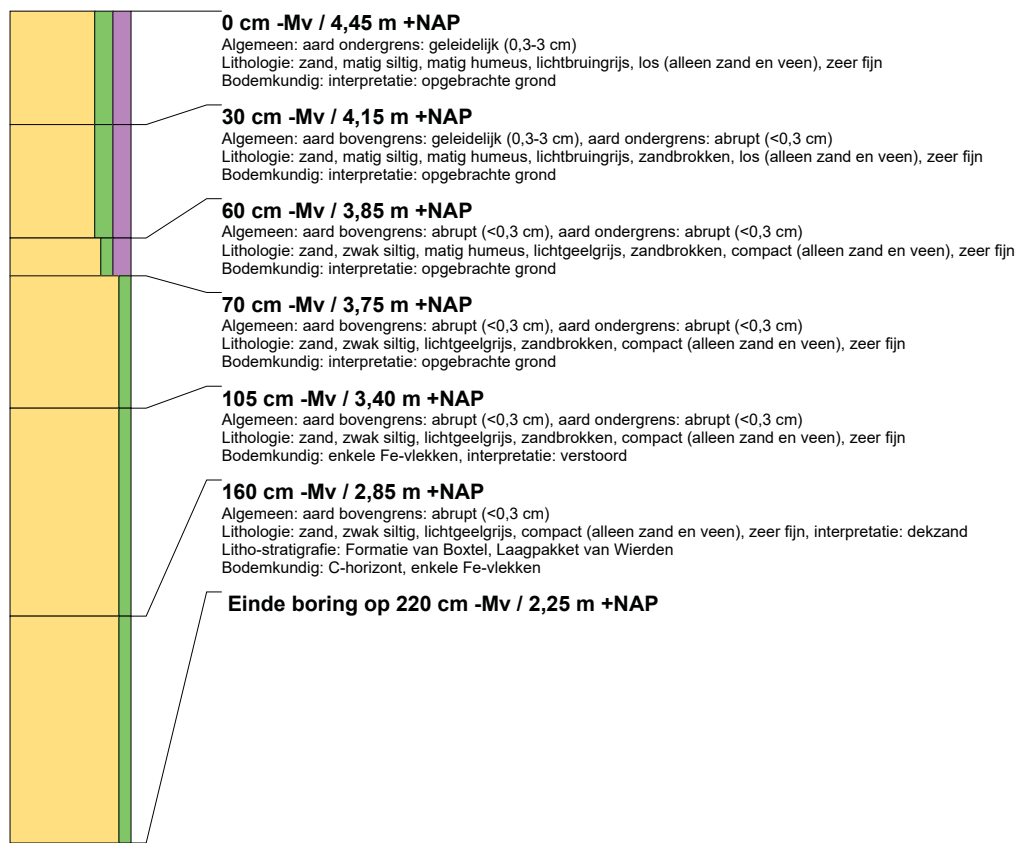 0 cm -Mv / 4,45 m +NAP
Algemeen: aard ondergrens: geleidelijk (0,3-3 cm)
Lithologie: zand, matig siltig, matig humeus, lichtbruingrijs, los (alleen zand en veen), zeer fijn
Bodemkundig: interpretatie: opgebrachte grond
30 cm -Mv / 4,15 m +NAP
Algemeen: aard bovengrens: geleidelijk (0,3-3 cm), aard ondergrens: abrupt (<0,3 cm)
Lithologie: zand, matig siltig, matig humeus, lichtbruingrijs, zandbrokken, los (alleen zand en veen), zeer fijn
Bodemkundig: interpretatie: opgebrachte grond
60 cm -Mv / 3,85 m +NAP
Algemeen: aard bovengrens: abrupt (<0,3 cm), aard ondergrens: abrupt (<0,3 cm)
Lithologie: zand, zwak siltig, matig humeus, lichtgeelgrijs, zandbrokken, compact (alleen zand en veen), zeer fijn
Bodemkundig: interpretatie: opgebrachte grond
70 cm -Mv / 3,75 m +NAP
Algemeen: aard bovengrens: abrupt (<0,3 cm), aard ondergrens: abrupt (<0,3 cm)
Lithologie: zand, zwak siltig, lichtgeelgrijs, zandbrokken, compact (alleen zand en veen), zeer fijn
Bodemkundig: interpretatie: opgebrachte grond
105 cm -Mv / 3,40 m +NAP
Algemeen: aard bovengrens: abrupt (<0,3 cm), aard ondergrens: abrupt (<0,3 cm)
Lithologie: zand, zwak siltig, lichtgeelgrijs, zandbrokken, compact (alleen zand en veen), zeer fijn
Bodemkundig: enkele Fe-vlekken, interpretatie: verstoord
160 cm -Mv / 2,85 m +NAP
Algemeen: aard bovengrens: abrupt (<0,3 cm)
Lithologie: zand, zwak siltig, lichtgeelgrijs, compact (alleen zand en veen), zeer fijn, interpretatie: dekzand
Litho-stratigrafie: Formatie van Boxtel, Laagpakket van Wierden
Bodemkundig: C-horizont, enkele Fe-vlekken
Einde boring op 220 cm -Mv / 2,25 m +NAP